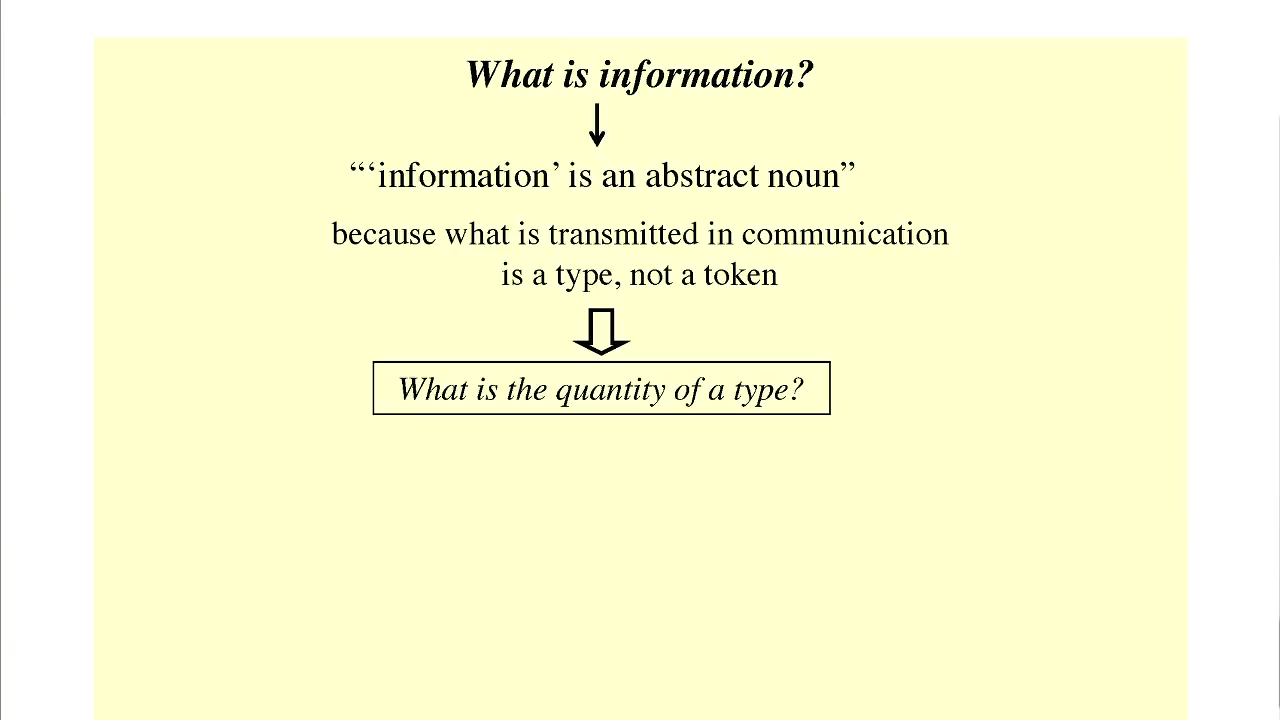 What is information?
“‘information’ is an abstract noun”
because what is transmitted in communication
is a type, not a token
What is the quantity of a type?